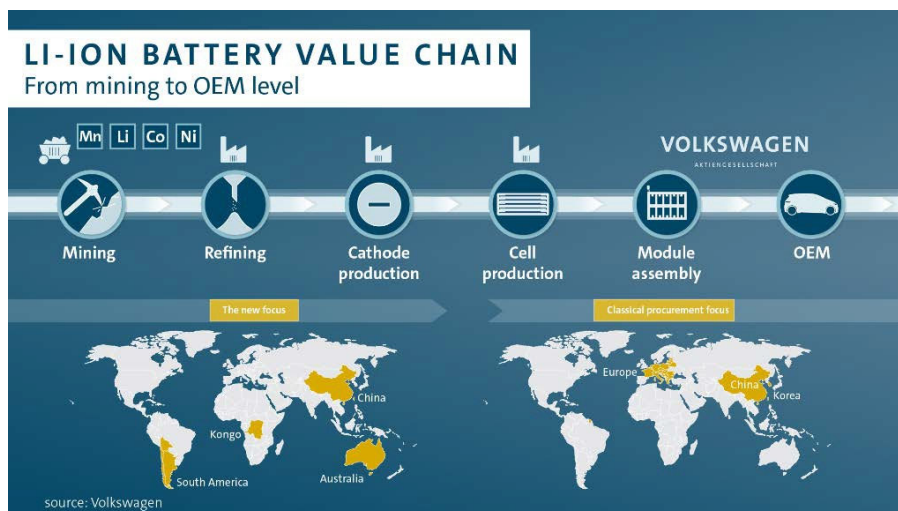 LI-ION BATTERY VALUE CHAIN
From mining to OEM level
Mn Li Co Ni
VOLKSWAGEN
AKTIENGESELLSCHAFT
Mining
Refining
Cathode
production
Cell
production
Module
assembly
OEM
The new focus
Classical procurement focus
China
Kongo
South America
Australia
Europe
China
Korea
source: Volkswagen